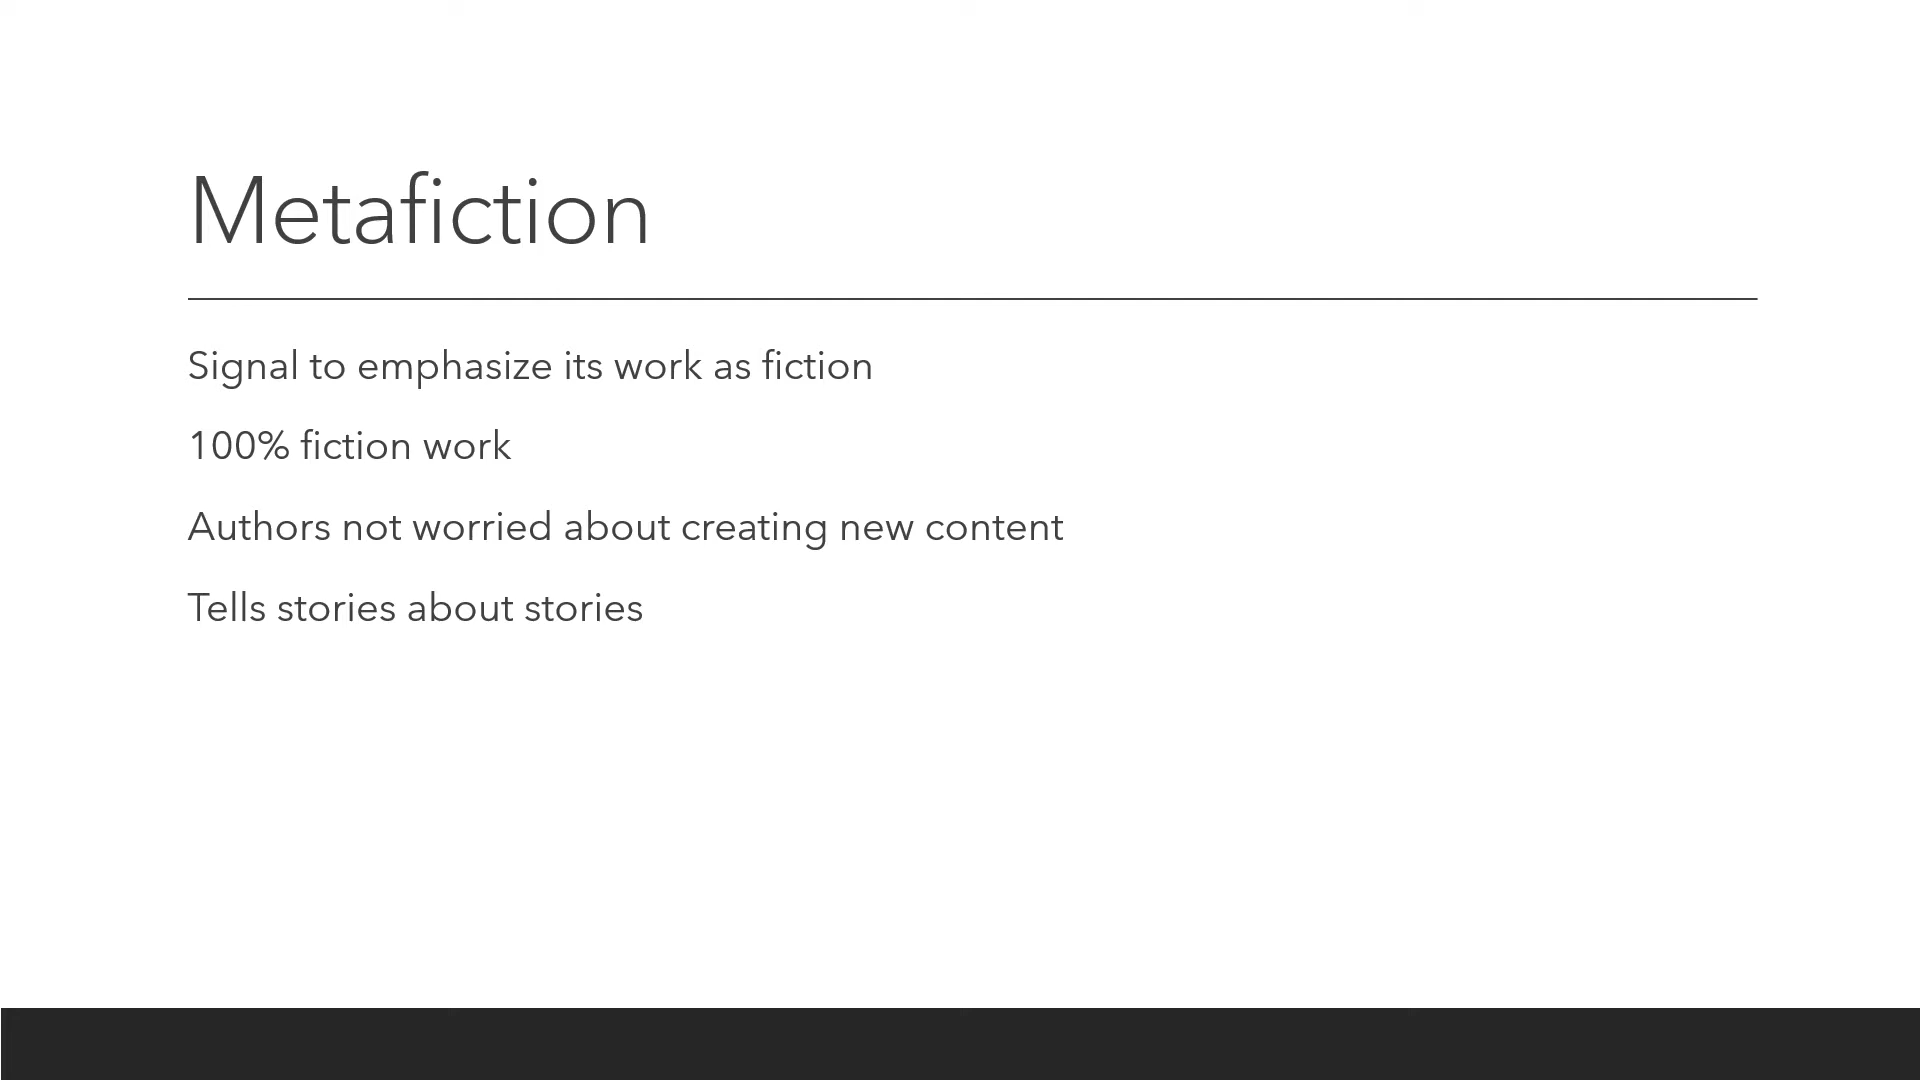 Metafiction
Signal to emphasize its work as fiction
100% fiction work
Authors not worried about creating new content
Tells stories about stories